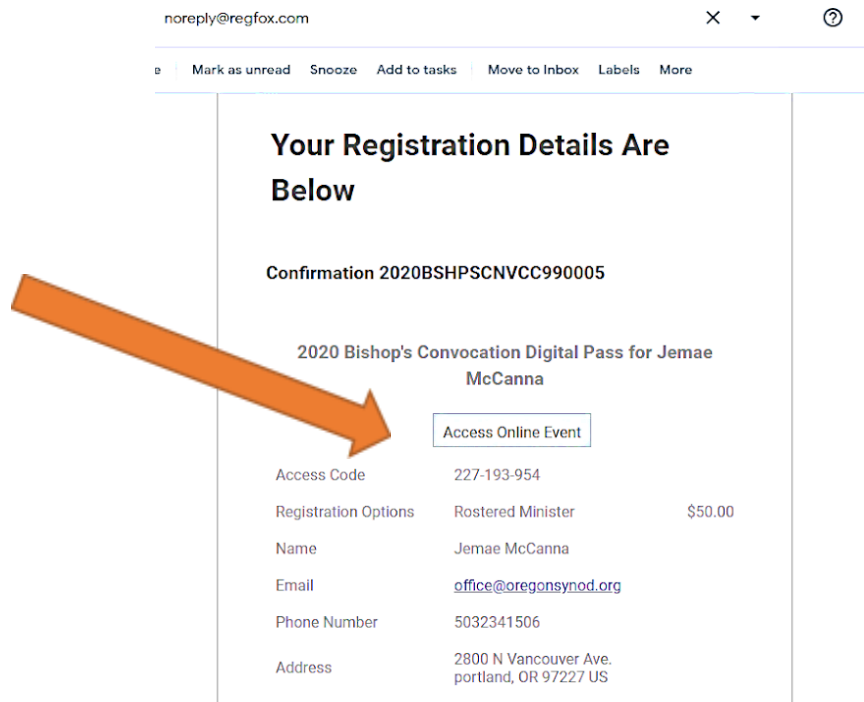 noreply@regfox.com
Mark as unread Snooze Add to tasks Move to Inbox Labels More
Your Registration Details Are
Below
Confirmation 2020BSHPSCNVCC990005
2020 Bishop's Convocation Digital Pass for Jemae
McCanna
Access Online Event
Access Code 227-193-954
Registration Options Rostered Minister $50.00
Name Jemae McCanna
Email office@oregonsynod.org
Phone Number 5032341506
Address 2800 N Vancouver Ave.
portland, OR 97227 US